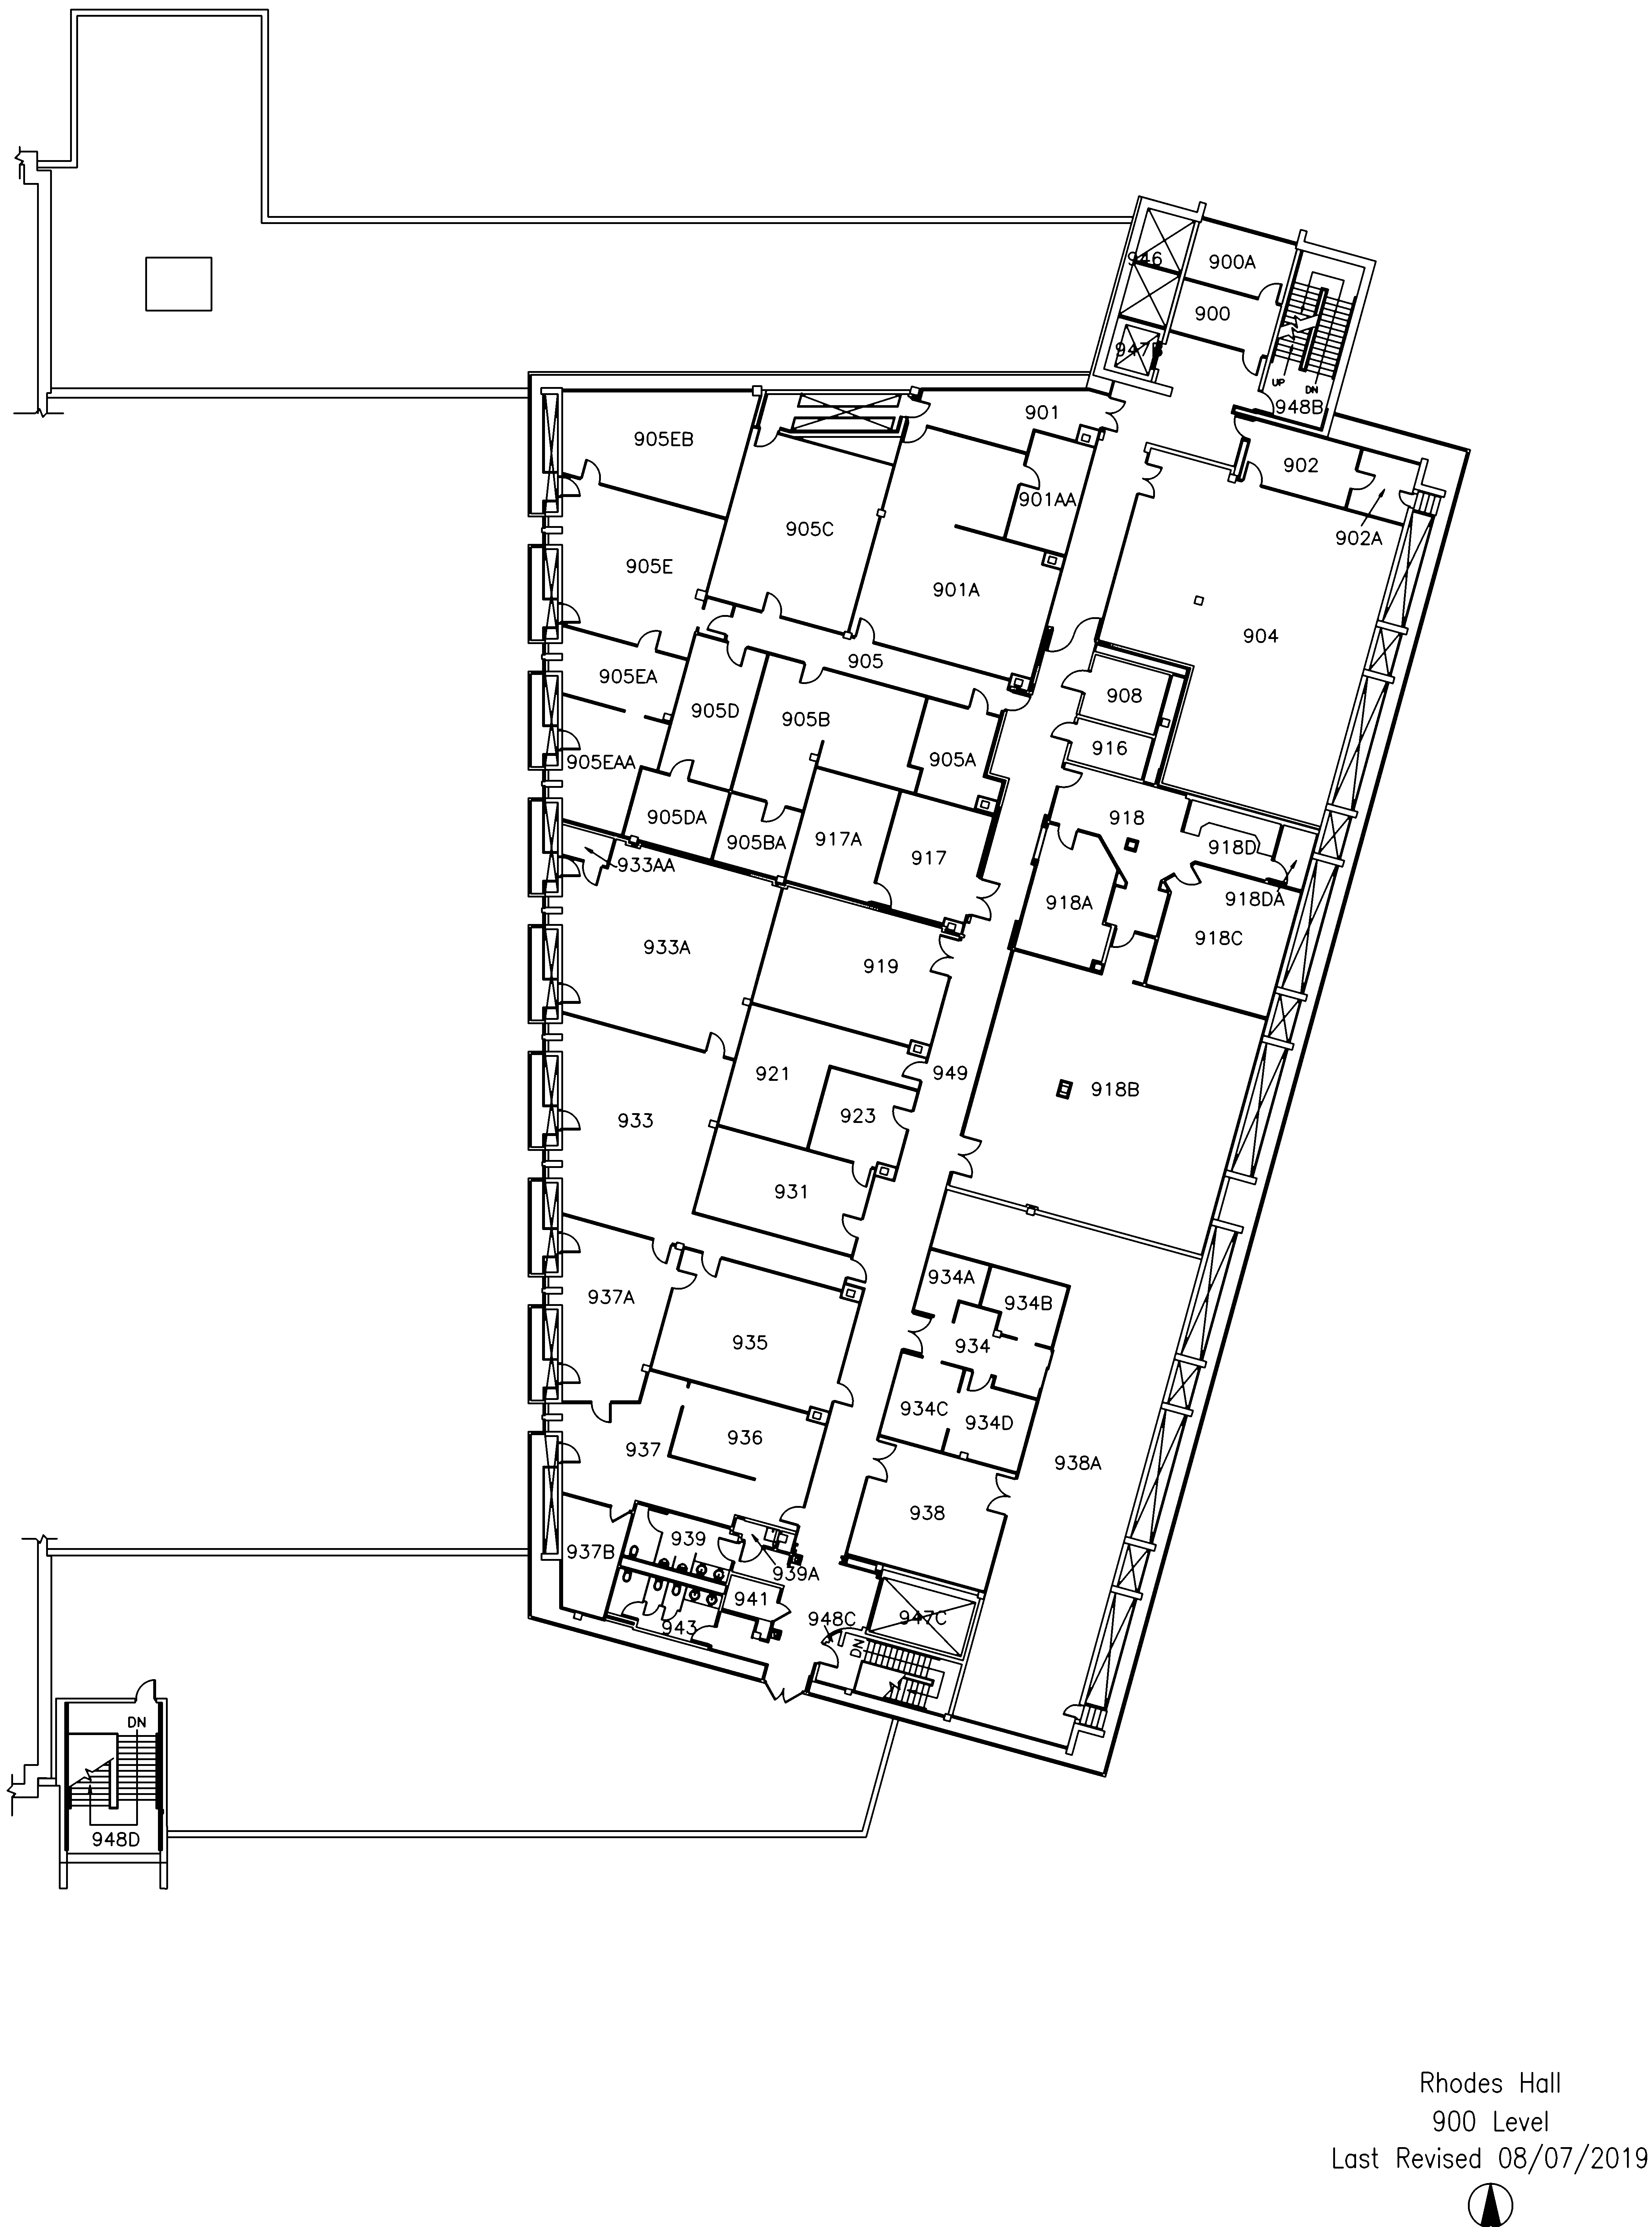 946
900A
900
947B
UP
DN
948B
901
905EB
902
901AA
905C
902A
905E
901A
904
905
905EA
908
905D
905B
916
905A
905EAA
905DA
918
917A
905BA
918D
917
933AA
918DA
918A
918C
933A
919
949
921
918B
923
933
931
934A
937A
934B
935
934
934C
934D
936
937
938A
938
939
937B
939A
941
943
948C
947C
DN
DN
948D
Rhodes Hall
900 Level
Last Revised 08/07/2019